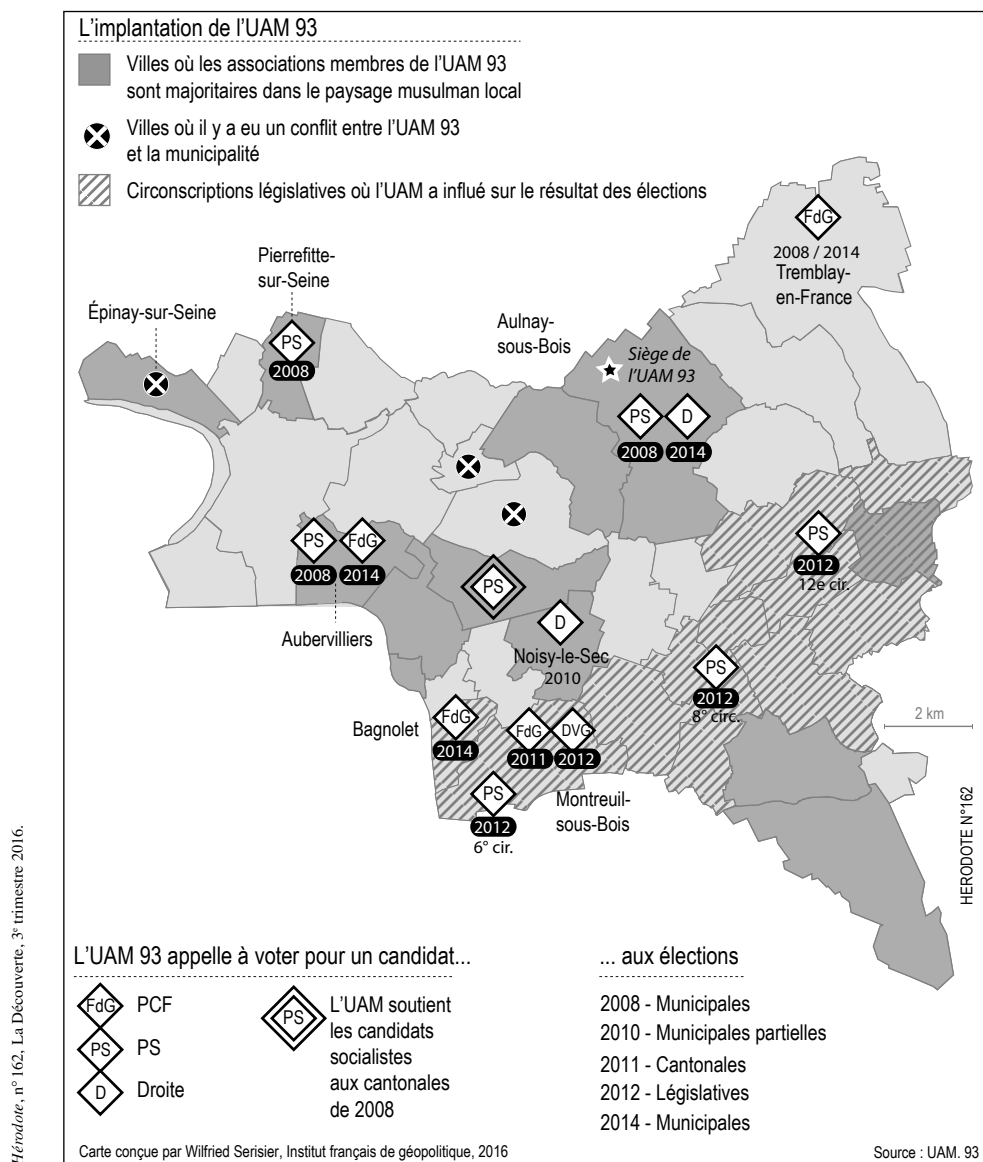 L'implantation de l'UAM 93
Villes où les associations membres de l'UAM 93
sont majoritaires dans le paysage musulman local
Villes où il y a eu un conflit entre l'UAM 93
et la municipalité
Circonscriptions législatives où l'UAM a influé sur le résultat des élections
FdG
2008 / 2014
Tremblay-
en-France
Pierrefitte-
sur-Seine
PS
2008
Épinay-sur-Seine
Aulnay-
sous-Bois
Siège de
l'UAM 93
PS
D
2008
2014
PS
FdG
2008
2014
Aubervilliers
PS
D
Noisy-le-Sec
2010
PS
2012
12e cir.
PS
2012
8° circ.
2 km
Bagnolet
FdG
2014
FdG
DVG
2011
2012
PS
2012
6° cir.
Montreuil-
sous-Bois
HERODOTE N°162
L'UAM 93 appelle à voter pour un candidat...
FdG PCF
PS PS
D Droite
PS L'UAM soutient
les candidats
socialistes
aux cantonales
de 2008
... aux élections
2008 - Municipales
2010 - Municipales partielles
2011 - Cantonales
2012 - Législatives
2014 - Municipales
Carte conçue par Wilfried Serisier, Institut français de géopolitique, 2016
Source : UAM. 93
Hérodote, n° 162, La Découverte, 3e trimestre 2016.